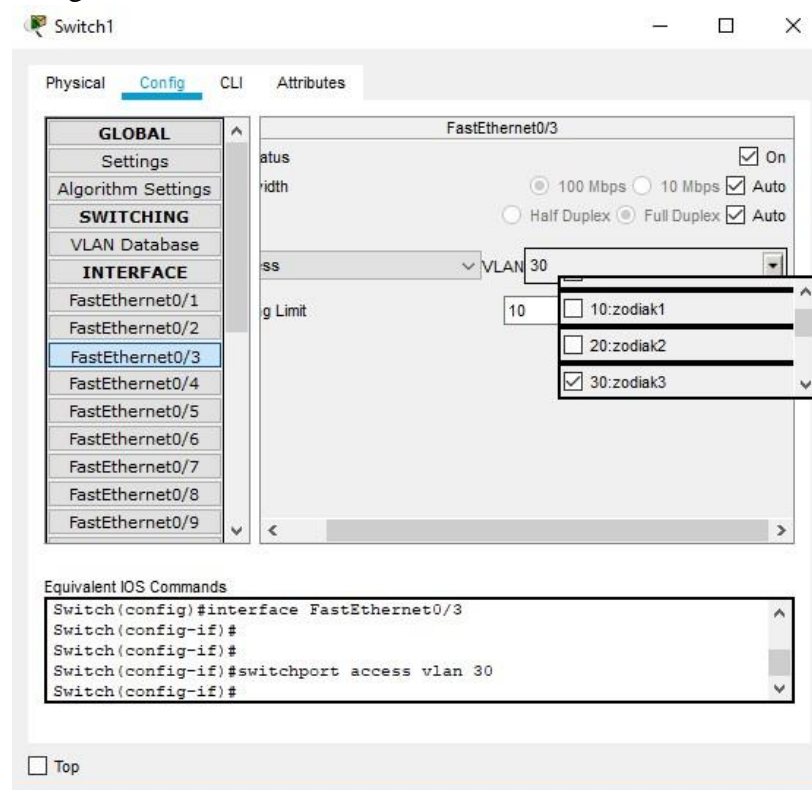 Switch1
Physical Config CLI Attributes
GLOBAL
Settings
Algorithm Settings
SWITCHING
VLAN Database
INTERFACE
FastEthernet0/1
FastEthernet0/2
FastEthernet0/3
FastEthernet0/4
FastEthernet0/5
FastEthernet0/6
FastEthernet0/7
FastEthernet0/8
FastEthernet0/9
FastEthernet0/3
atus On
idth 100 Mbps 10 Mbps Auto
Half Duplex Full Duplex Auto
ss VLAN 30
g Limit 10
10:zodiak1
20:zodiak2
30:zodiak3
Equivalent IOS Commands
Switch(config)#interface FastEthernet0/3
Switch(config-if)#
Switch(config-if)#
Switch(config-if)#switchport access vlan 30
Switch(config-if)#
Top